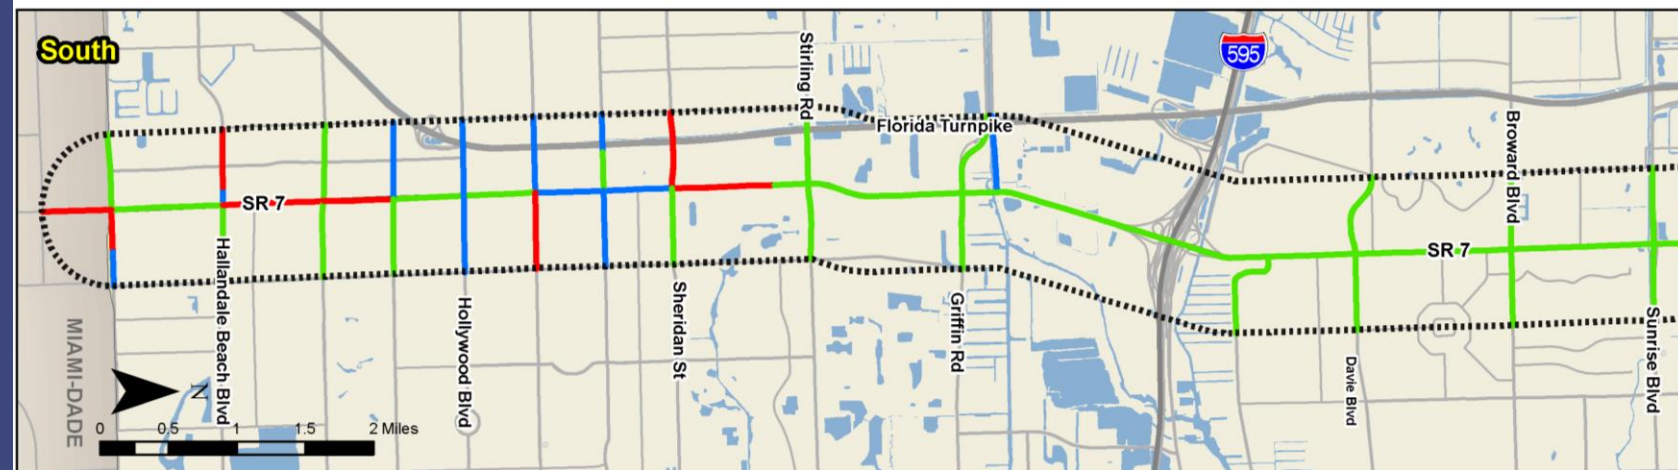 South
Stirling Rd
595
Florida Turnpike
Broward Blvd
SR 7
SR 7
Hallandale Beach Blvd
Hollywood Blvd
Sheridan St
Griffin Rd
Davie Blvd
Sunrise Blvd
MIAMI-DADE
N
0 0.5 1 1.5 2 Miles